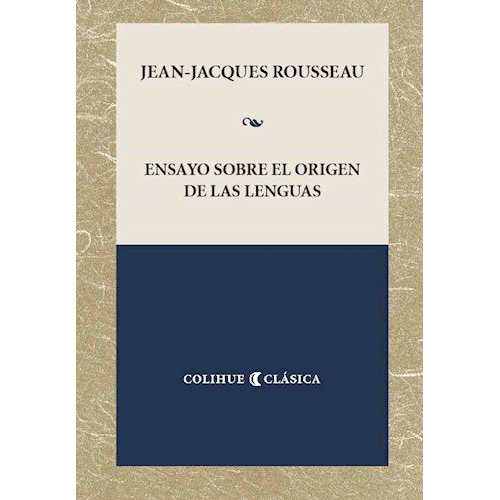 JEAN-JACQUES ROUSSEAU
ENSAYO SOBRE EL ORIGEN
DE LAS LENGUAS
COLIHUE CLÁSICA